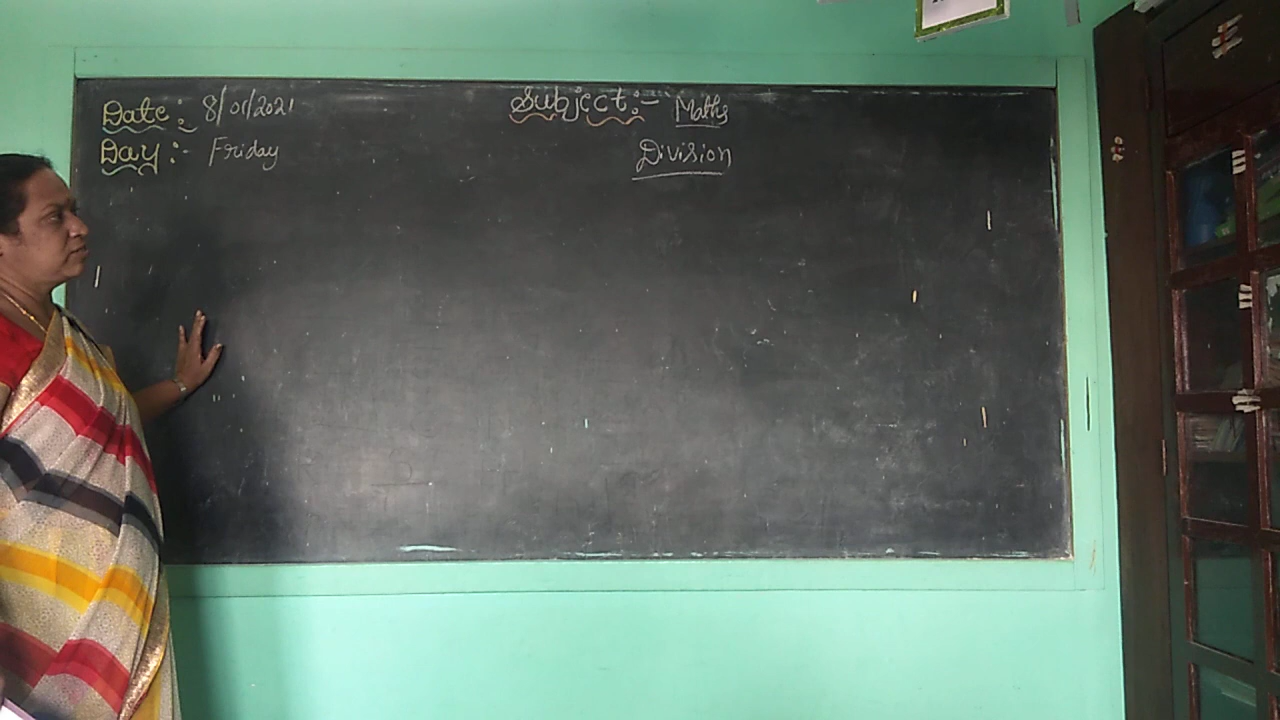 Date:- 8/01/2021 Subject:- Maths
Day:- Friday Division